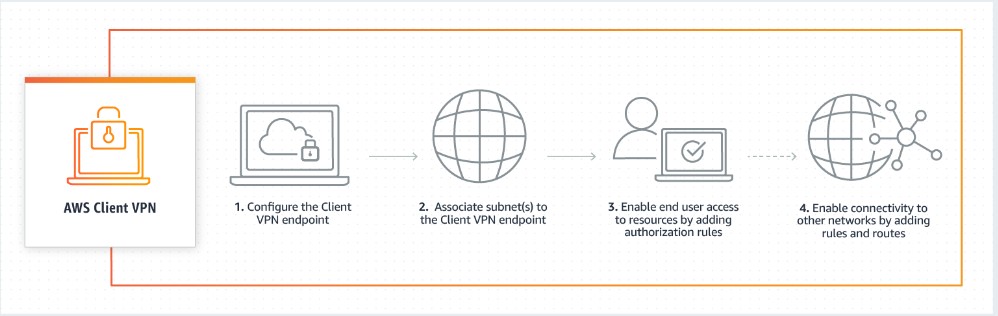 AWS Client VPN
1. Configure the Client
VPN endpoint
2. Associate subnet(s) to
the Client VPN endpoint
3. Enable end user access
to resources by adding
authorization rules
4. Enable connectivity to
other networks by adding
rules and routes